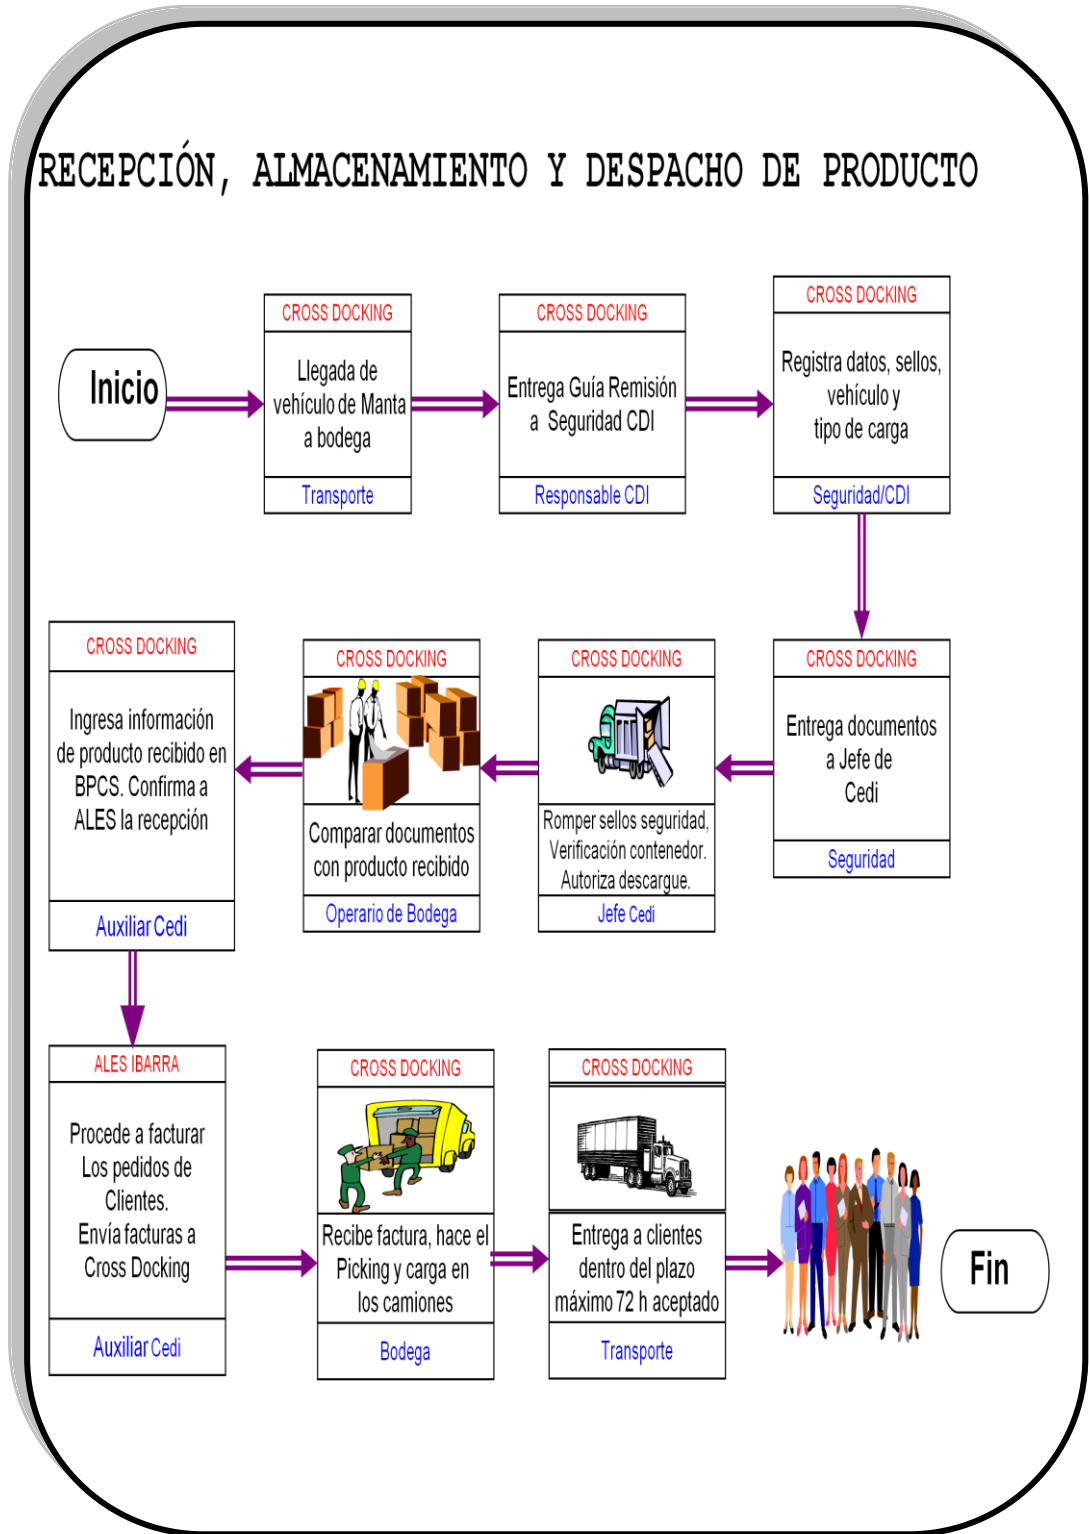 RECEPCIÓN, ALMACENAMIENTO Y DESPACHO DE PRODUCTO
Inicio
CROSS DOCKING
Llegada de
vehículo de Manta
a bodega
Transporte
CROSS DOCKING
Entrega Guía Remisión
a Seguridad CDI
Responsable CDI
CROSS DOCKING
Registra datos, sellos,
vehículo y
tipo de carga
Seguridad/CDI
CROSS DOCKING
Entrega documentos
a Jefe de
Cedi
Seguridad
CROSS DOCKING
Romper sellos seguridad,
Verificación contenedor.
Autoriza descargue.
Jefe Cedi
CROSS DOCKING
Comparar documentos
con producto recibido
Operario de Bodega
CROSS DOCKING
Ingresa información
de producto recibido en
BPCS. Confirma a
ALES la recepción
Auxiliar Cedi
ALES IBARRA
Procede a facturar
Los pedidos de
Clientes.
Envía facturas a
Cross Docking
Auxiliar Cedi
CROSS DOCKING
Recibe factura, hace el
Picking y carga en
los camiones
Bodega
CROSS DOCKING
Entrega a clientes
dentro del plazo
máximo 72 h aceptado
Transporte
Fin